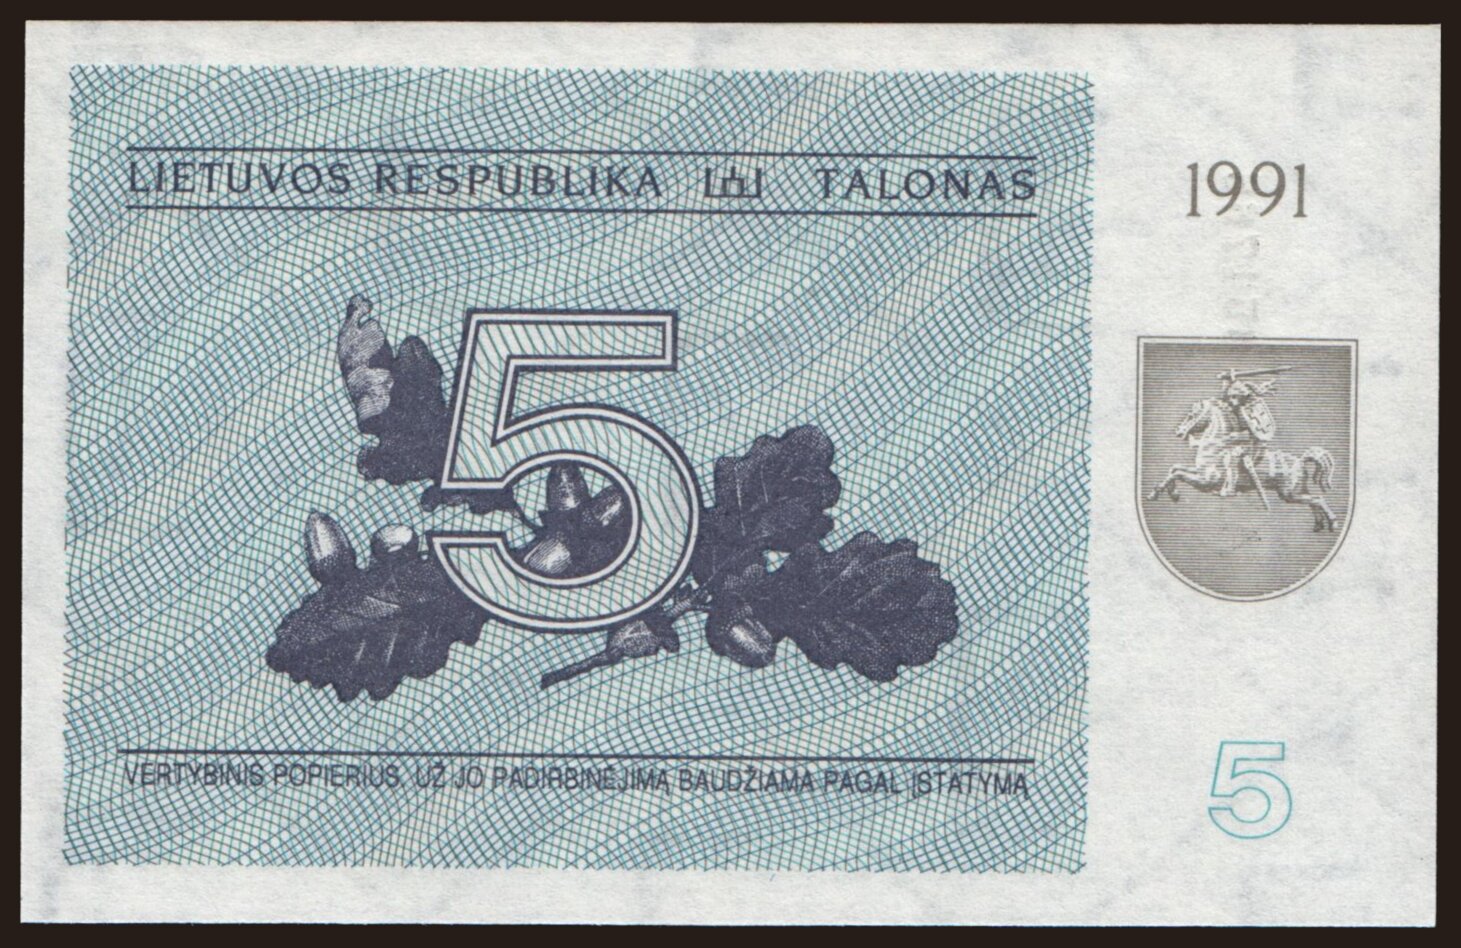 LIETUVOS RESPUBLIKA TALONAS
1991
5
VERTYBINIS POPIERIUS. UŽ JO PADIRBINĖJIMĄ BAUDŽIAMA PAGAL ĮSTATYMĄ
5